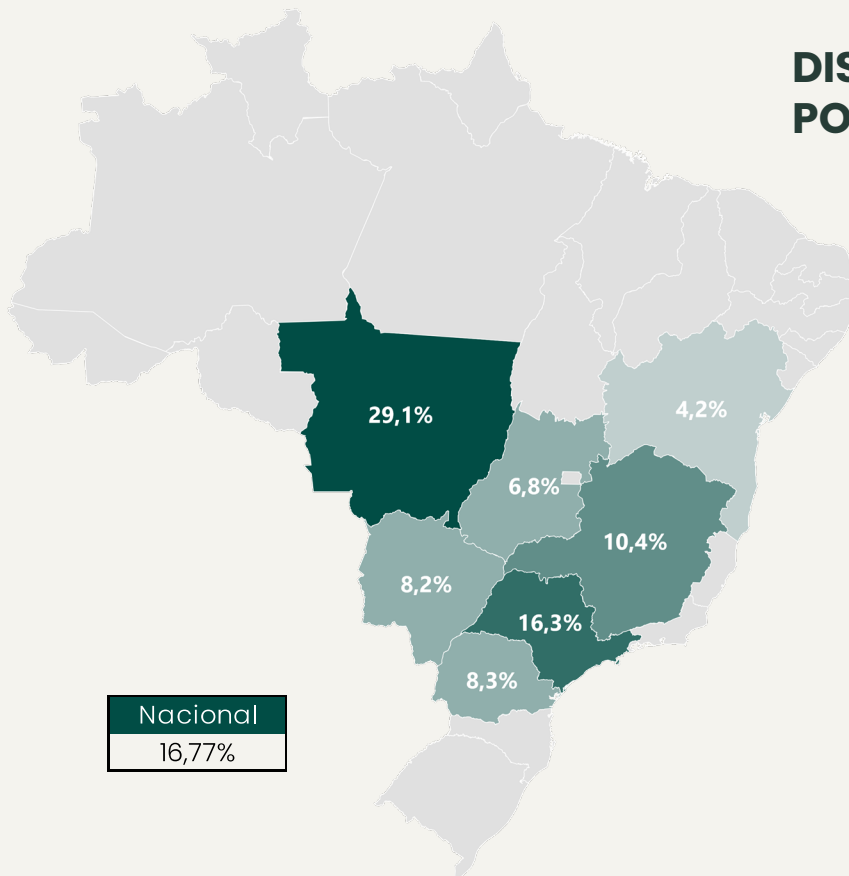 DIS
PO
29,1%
4,2%
6,8%
10,4%
8,2%
16,3%
8,3%
Nacional
16,77%